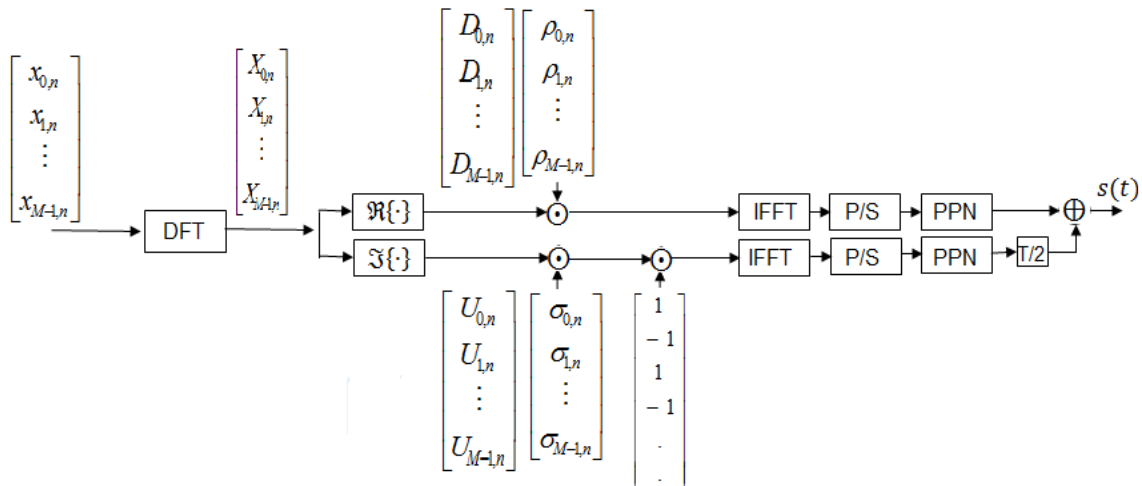 x_{0,n}
x_{1,n}
⋮
x_{M-1,n}
X_{0,n}
X_{1,n}
⋮
X_{M-1,n}
D_{0,n}
D_{1,n}
⋮
D_{M-1,n}
ρ_{0,n}
ρ_{1,n}
⋮
ρ_{M-1,n}
DFT
ℜ{·}
IFFT P/S PPN s(t)
ℑ{·}
IFFT P/S PPN T/2
U_{0,n}
U_{1,n}
⋮
U_{M-1,n}
σ_{0,n}
σ_{1,n}
⋮
σ_{M-1,n}
1
-1
1
-1
.
.